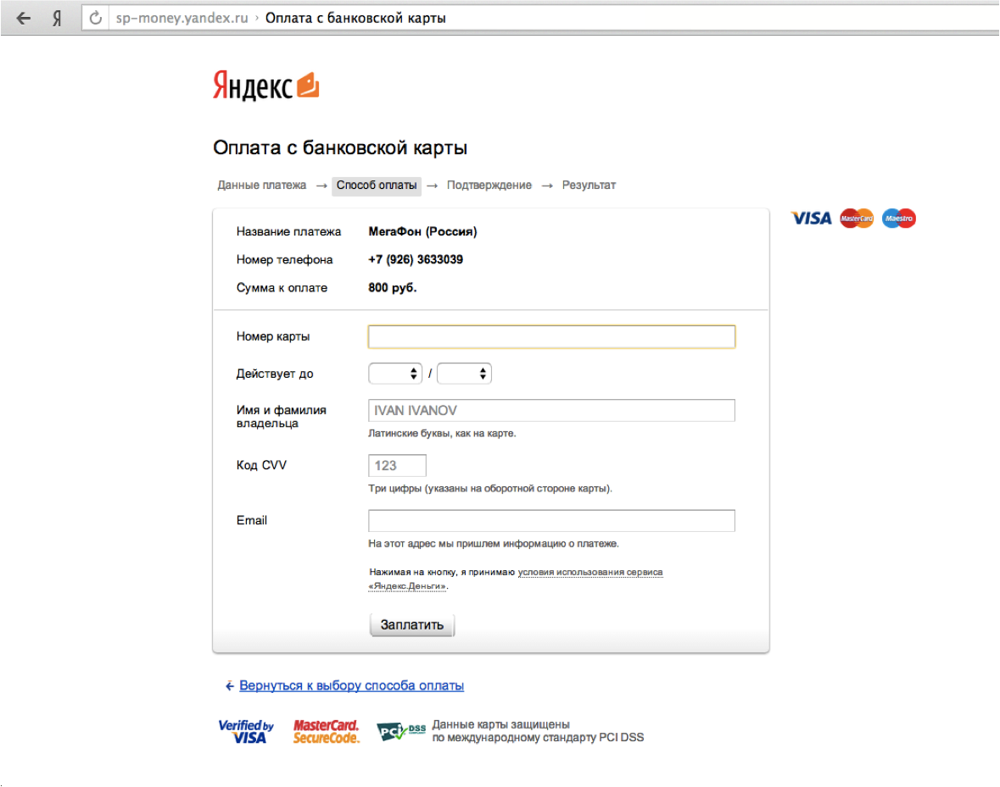 Я sp-money.yandex.ru › Оплата с банковской карты
Яндекс
Оплата с банковской карты
Данные платежа → Способ оплаты → Подтверждение → Результат
VISA MasterCard Maestro
Название платежа МегаФон (Россия)
Номер телефона +7 (926) 3633039
Сумма к оплате 800 руб.
Номер карты
Действует до /
Имя и фамилия
владельца
IVAN IVANOV
Латинские буквы, как на карте.
Код CVV 123
Три цифры (указаны на оборотной стороне карты).
Email
На этот адрес мы пришлем информацию о платеже.
Нажимая на кнопку, я принимаю условия использования сервиса
«Яндекс.Деньги».
Заплатить
← Вернуться к выбору способа оплаты
Verified by
VISA
MasterCard.
SecureCode.
PCI DSS
Данные карты защищены
по международному стандарту PCI DSS